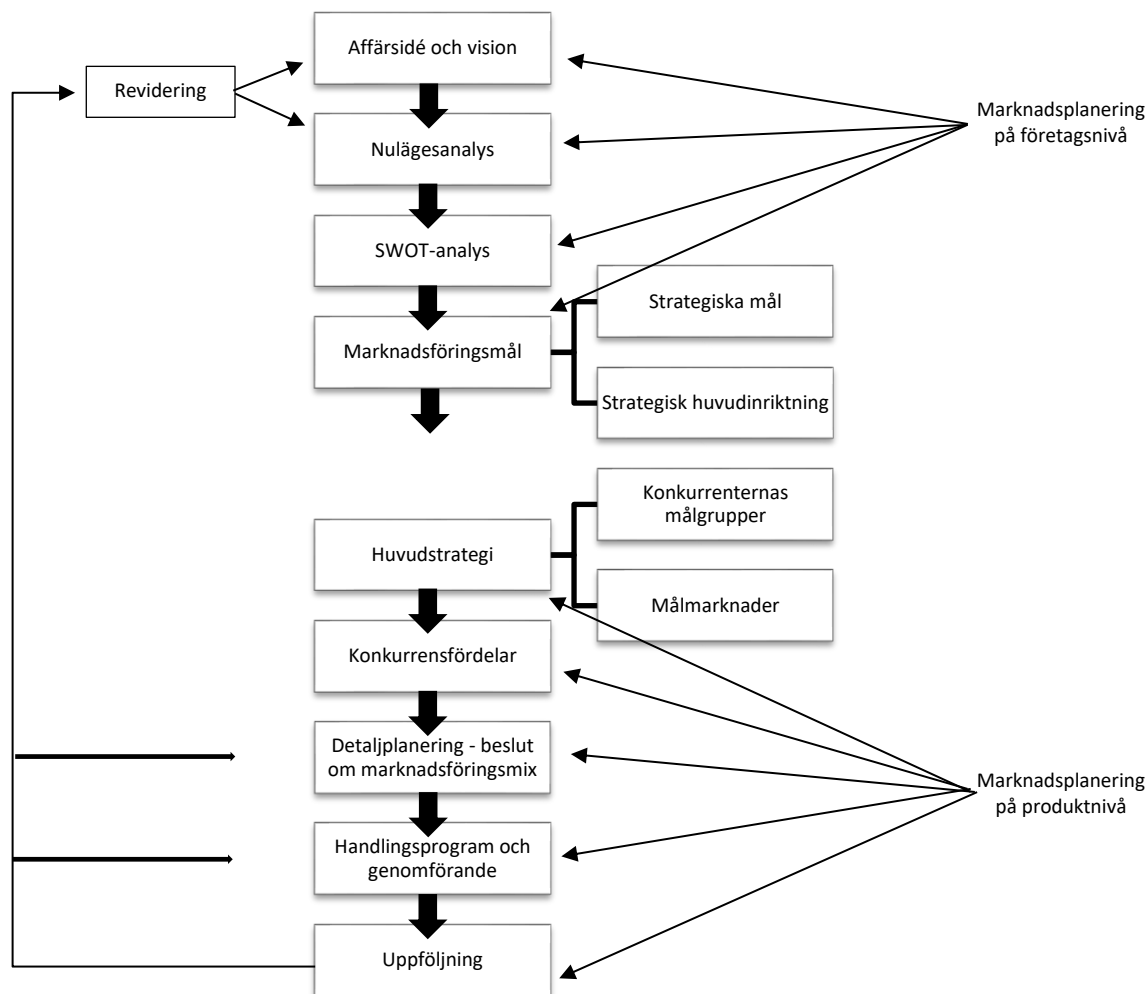 Affärsidé och vision
Revidering
Nulägesanalys
Marknadsplanering
på företagsnivå
SWOT-analys
Strategiska mål
Marknadsföringsmål
Strategisk huvudinriktning
Konkurrenternas
målgrupper
Huvudstrategi
Målmarknader
Konkurrensfördelar
Detaljplanering - beslut
om marknadsföringsmix
Marknadsplanering
på produktnivå
Handlingsprogram och
genomförande
Uppföljning